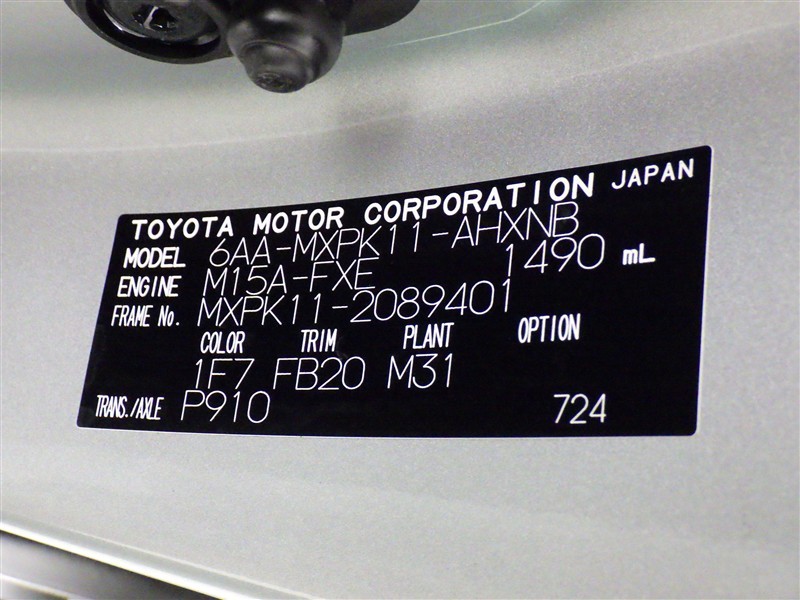 TOYOTA MOTOR CORPORATION JAPAN
MODEL 6AA-MXPK11-AHXNB
ENGINE M15A-FXE 1490 mL
FRAME No. MXPK11-2089401
COLOR TRIM PLANT OPTION
1F7 FB20 M31
TRANS./AXLE P910 724